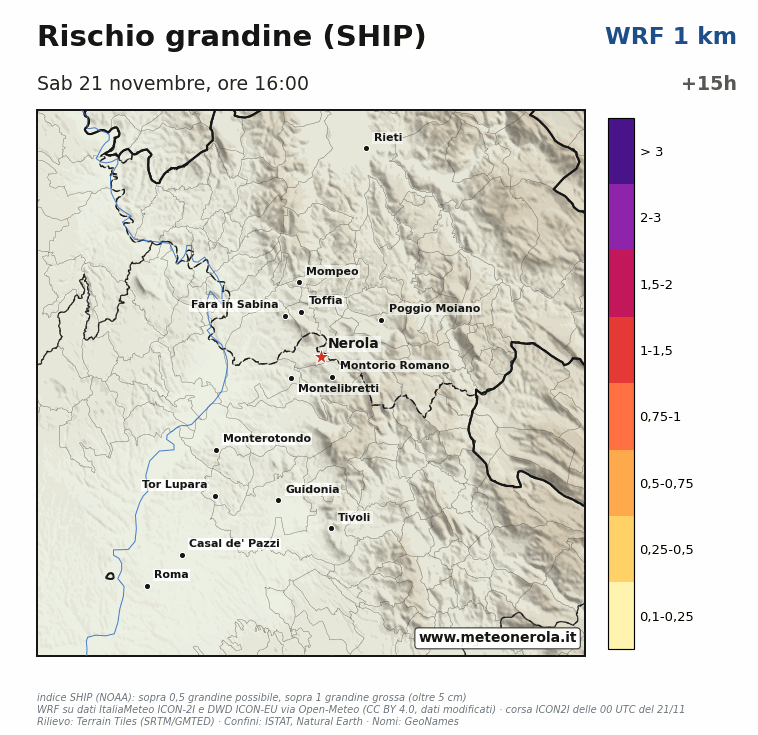 Rischio grandine (SHIP)
WRF 1 km
Sab 21 novembre, ore 16:00
+15h
Rieti
Mompeo
Fara in Sabina
Toffia
Poggio Moiano
Nerola
Montorio Romano
Montelibretti
Monterotondo
Tor Lupara
Guidonia
Tivoli
Casal de' Pazzi
Roma
www.meteonerola.it
> 3
2-3
1,5-2
1-1,5
0,75-1
0,5-0,75
0,25-0,5
0,1-0,25
indice SHIP (NOAA): sopra 0,5 grandine possibile, sopra 1 grandine grossa (oltre 5 cm)
WRF su dati ItaliaMeteo ICON-2I e DWD ICON-EU via Open-Meteo (CC BY 4.0, dati modificati) · corsa ICON2I delle 00 UTC del 21/11
Rilievo: Terrain Tiles (SRTM/GMTED) · Confini: ISTAT, Natural Earth · Nomi: GeoNames